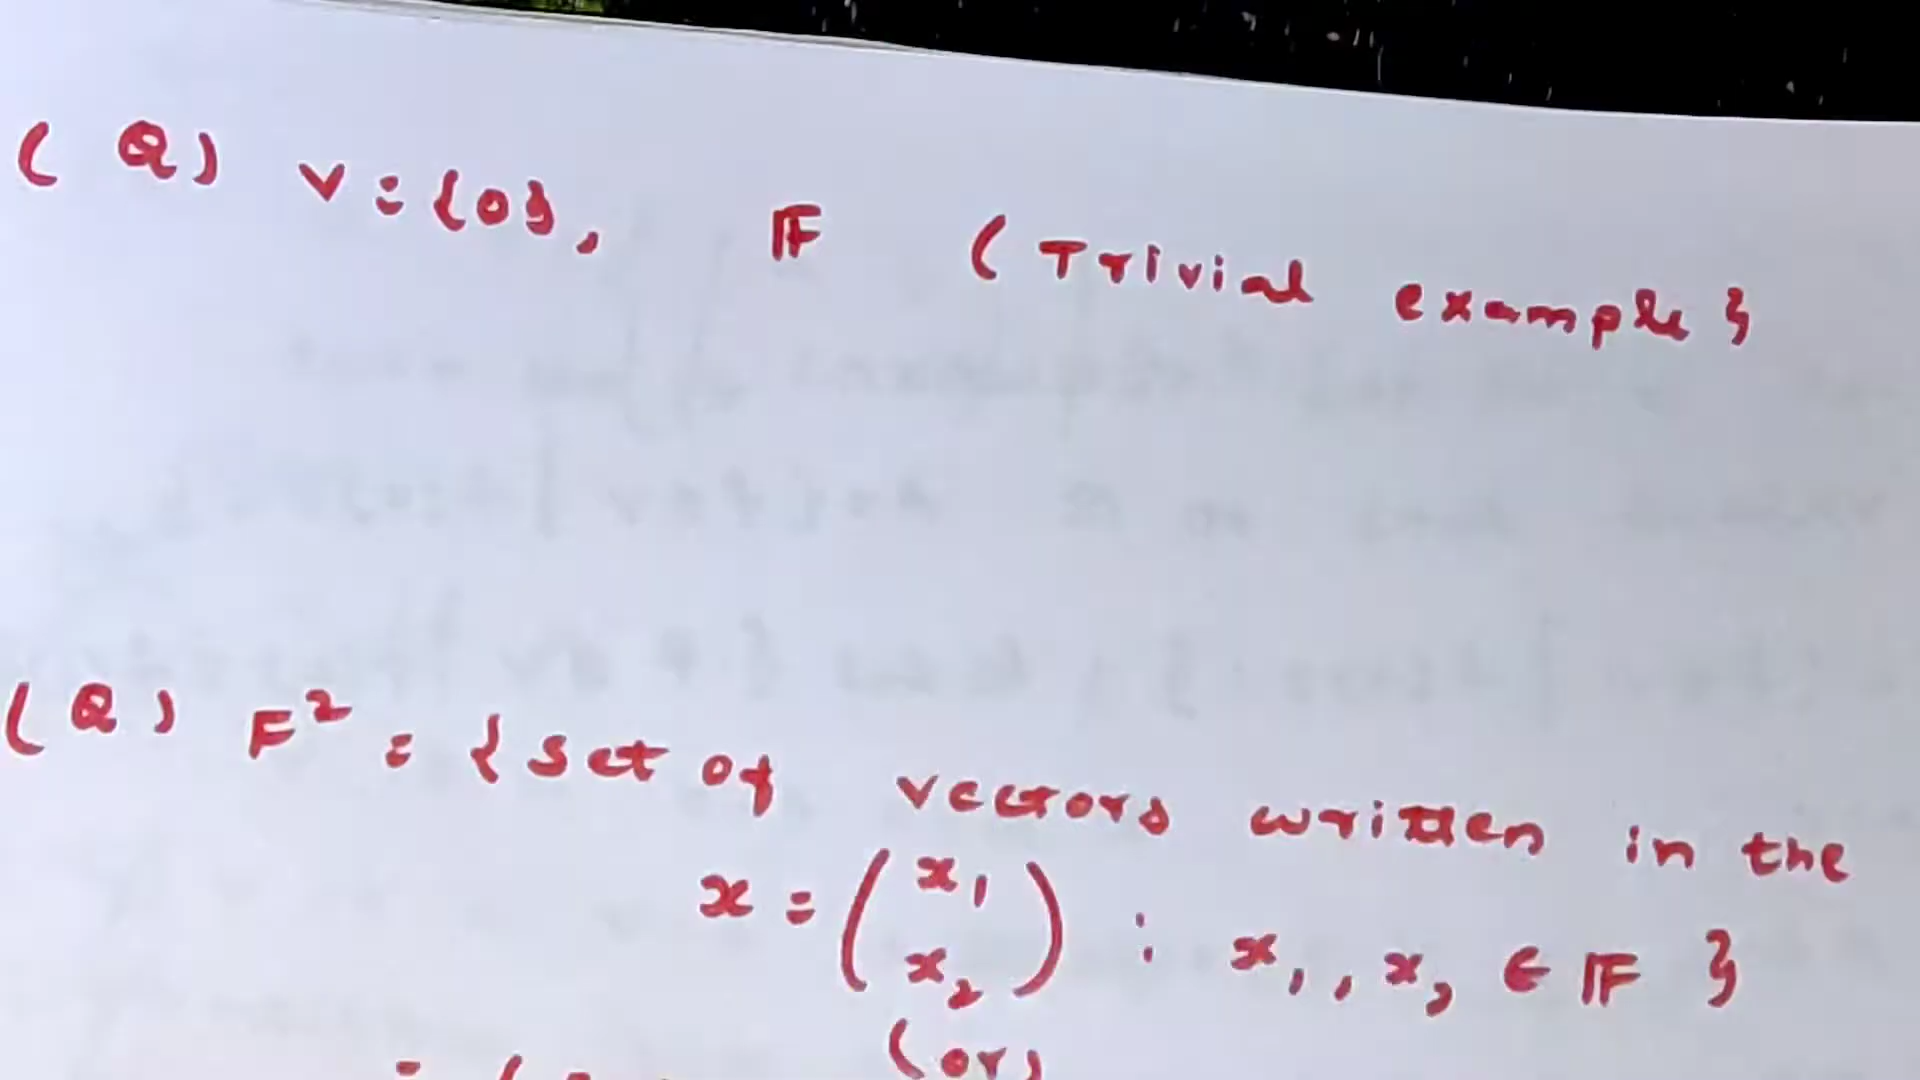 (Q) V = {0}, 𝔽 (Trivial example}
(Q) F² = {set of vectors written in the
x = (x₁ x₂) : x₁, x₂ ∈ 𝔽 }
(or)